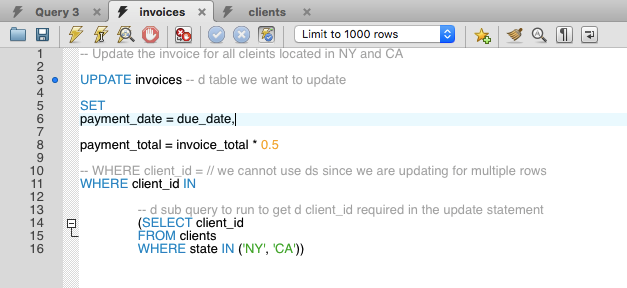 Query 3
invoices
clients
Limit to 1000 rows
1 -- Update the invoice for all cleints located in NY and CA
2
3 UPDATE invoices -- d table we want to update
4
5 SET
6 payment_date = due_date,
7
8 payment_total = invoice_total * 0.5
9
10 -- WHERE client_id = // we cannot use ds since we are updating for multiple rows
11 WHERE client_id IN
12
13 -- d sub query to run to get d client_id required in the update statement
14 (SELECT client_id
15 FROM clients
16 WHERE state IN ('NY', 'CA'))